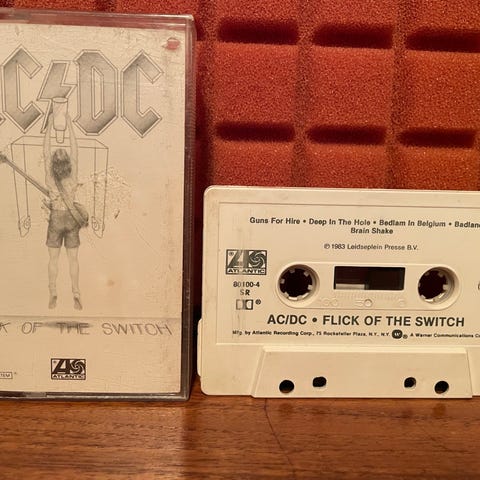 AC/DC
FLICK OF THE SWITCH
ATLANTIC
Guns For Hire • Deep In The Hole • Bedlam In Belgium • Badland
Brain Shake
℗ 1983 Leidseplein Presse B.V.
ATLANTIC
80100-4
SR
AC/DC • FLICK OF THE SWITCH
Mfg. by Atlantic Recording Corp., 75 Rockefeller Plaza, N.Y., N.Y. A Warner Communications Co